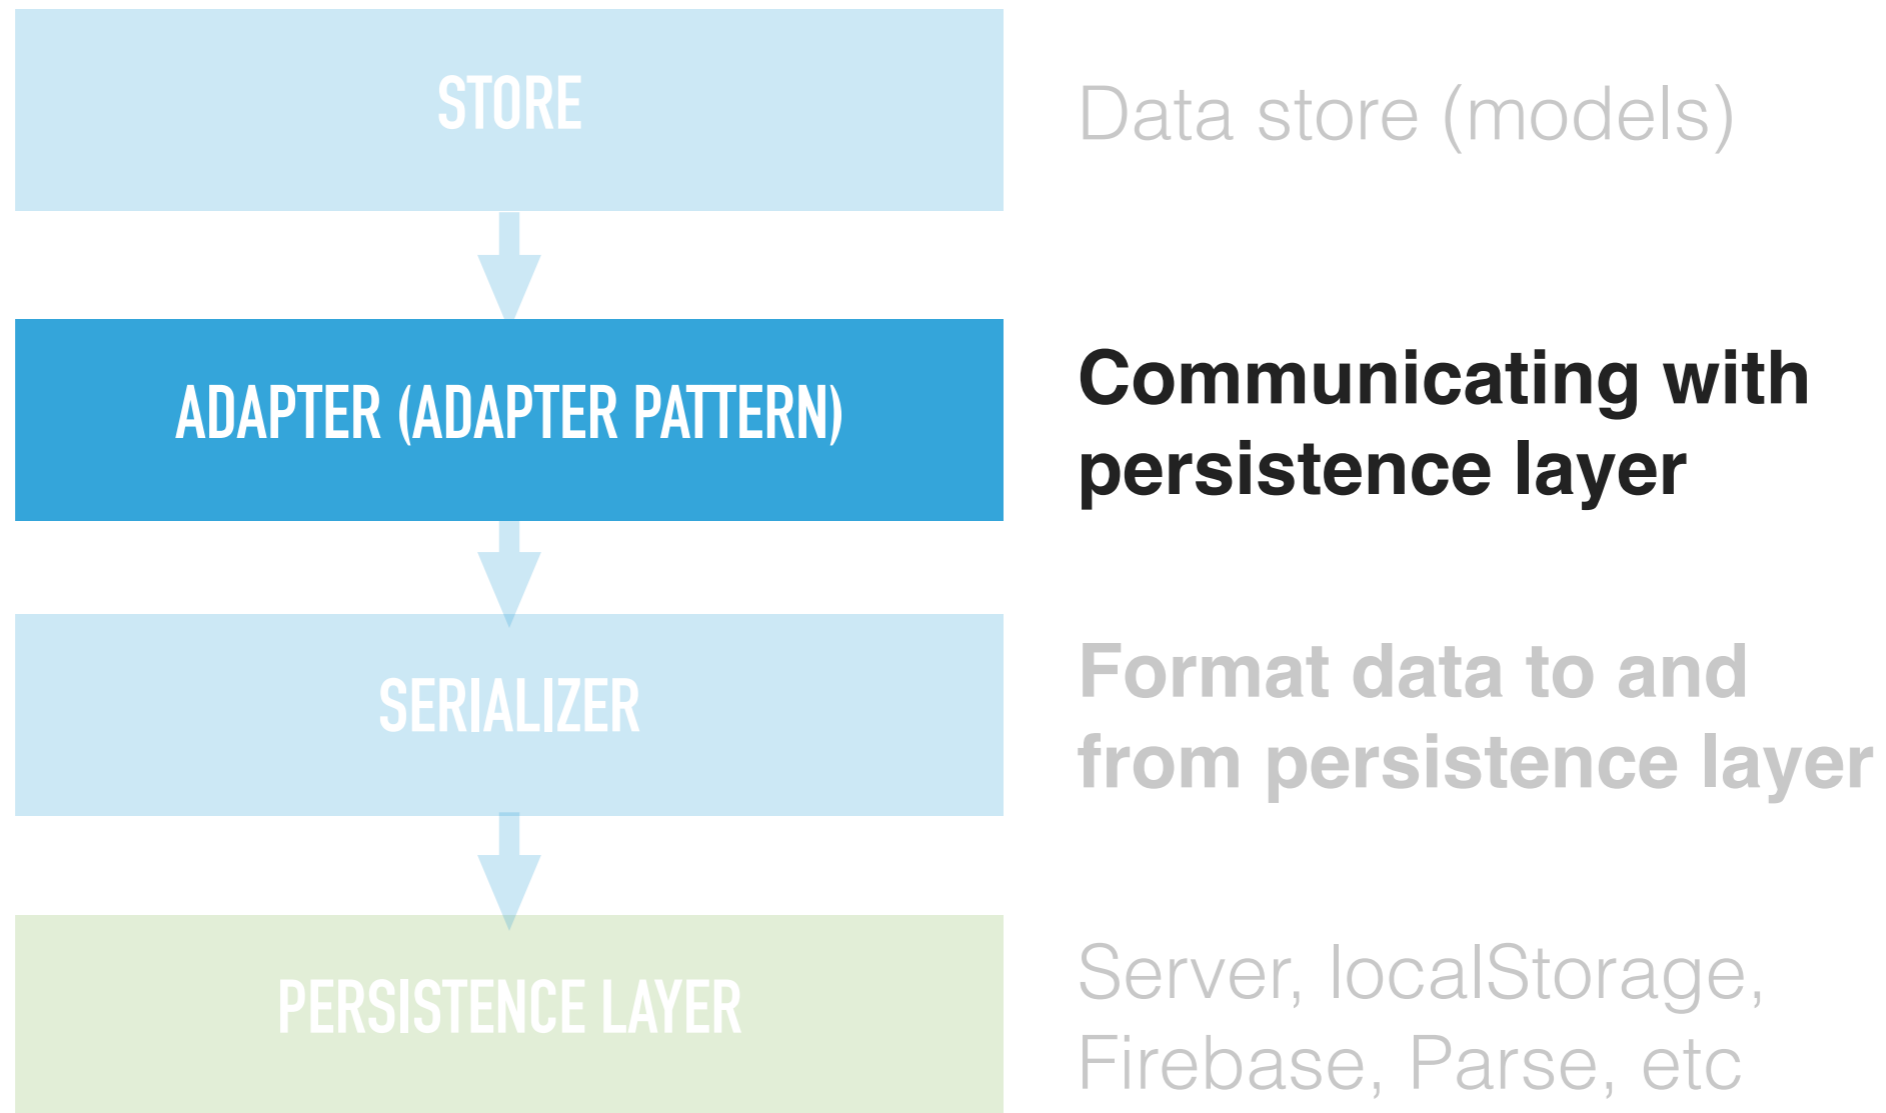 STORE
Data store (models)
ADAPTER (ADAPTER PATTERN)
Communicating with
persistence layer
SERIALIZER
Format data to and
from persistence layer
PERSISTENCE LAYER
Server, localStorage,
Firebase, Parse, etc